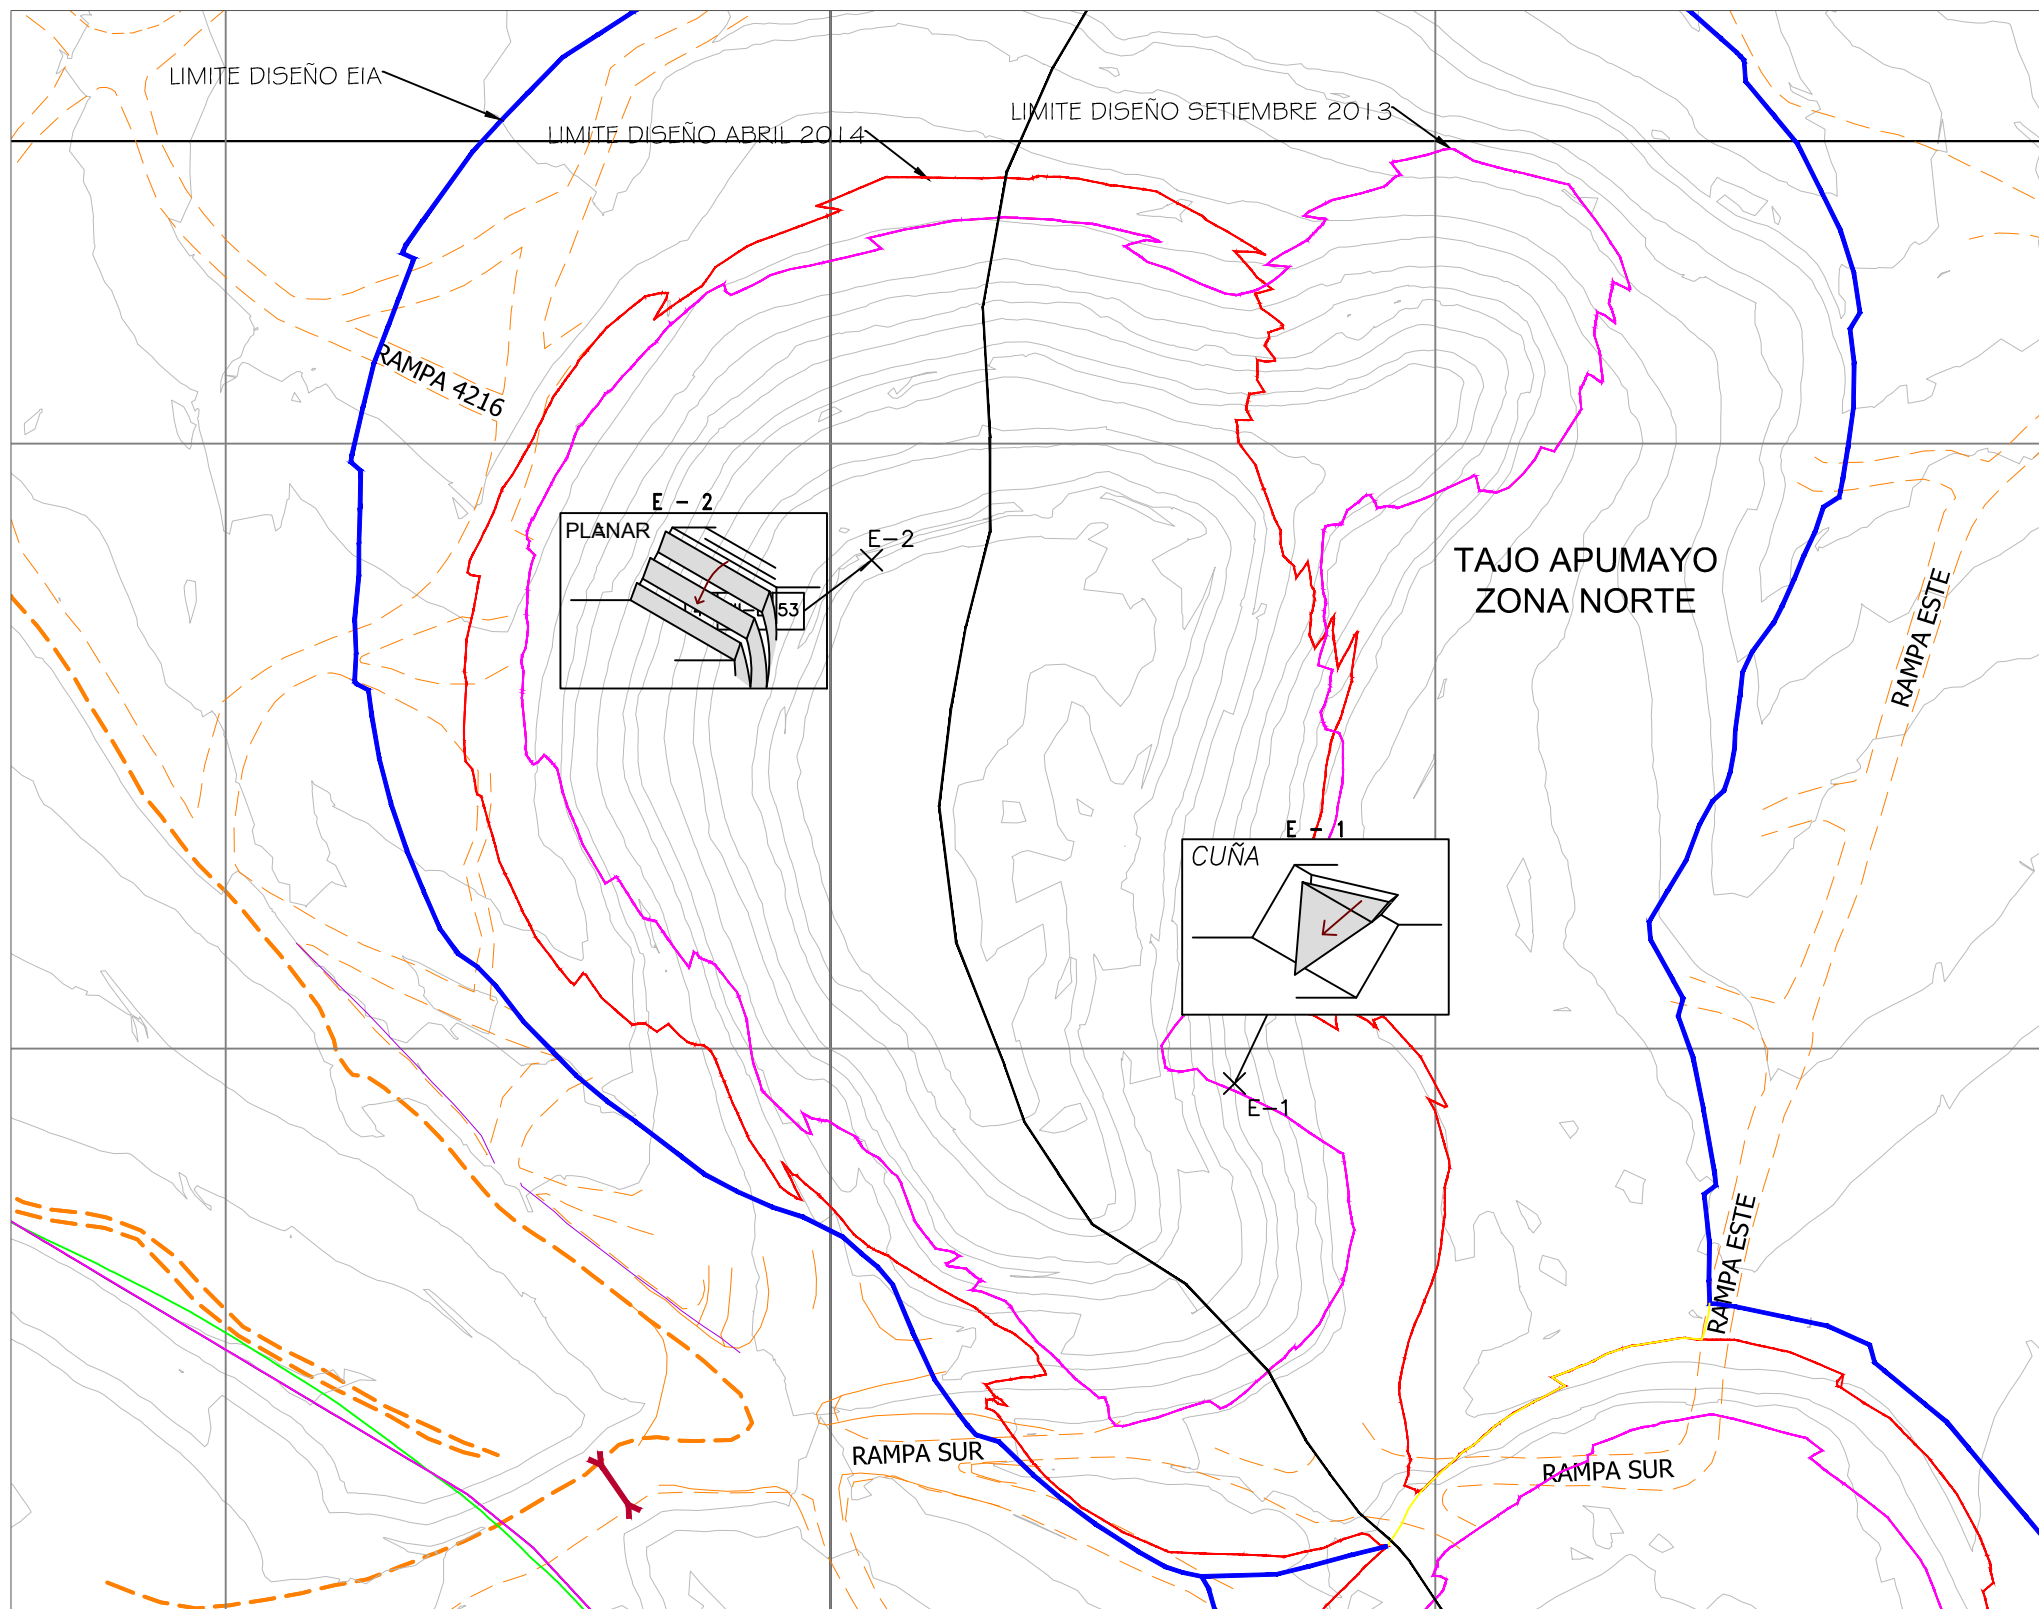 LIMITE DISEÑO EIA
LIMITE DISEÑO ABRIL 2014
LIMITE DISEÑO SETIEMBRE 2013
RAMPA 4216
E - 2
PLANAR
53
E-2
TAJO APUMAYO
ZONA NORTE
RAMPA ESTE
E - 1
CUÑA
E-1
RAMPA ESTE
RAMPA SUR
RAMPA SUR